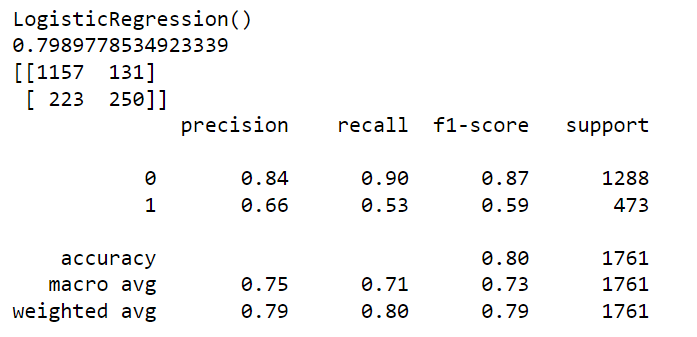 LogisticRegression()
0.7989778534923339
[[1157  131]
 [ 223  250]]
              precision    recall  f1-score   support

           0       0.84      0.90      0.87      1288
           1       0.66      0.53      0.59       473

    accuracy                           0.80      1761
   macro avg       0.75      0.71      0.73      1761
weighted avg       0.79      0.80      0.79      1761